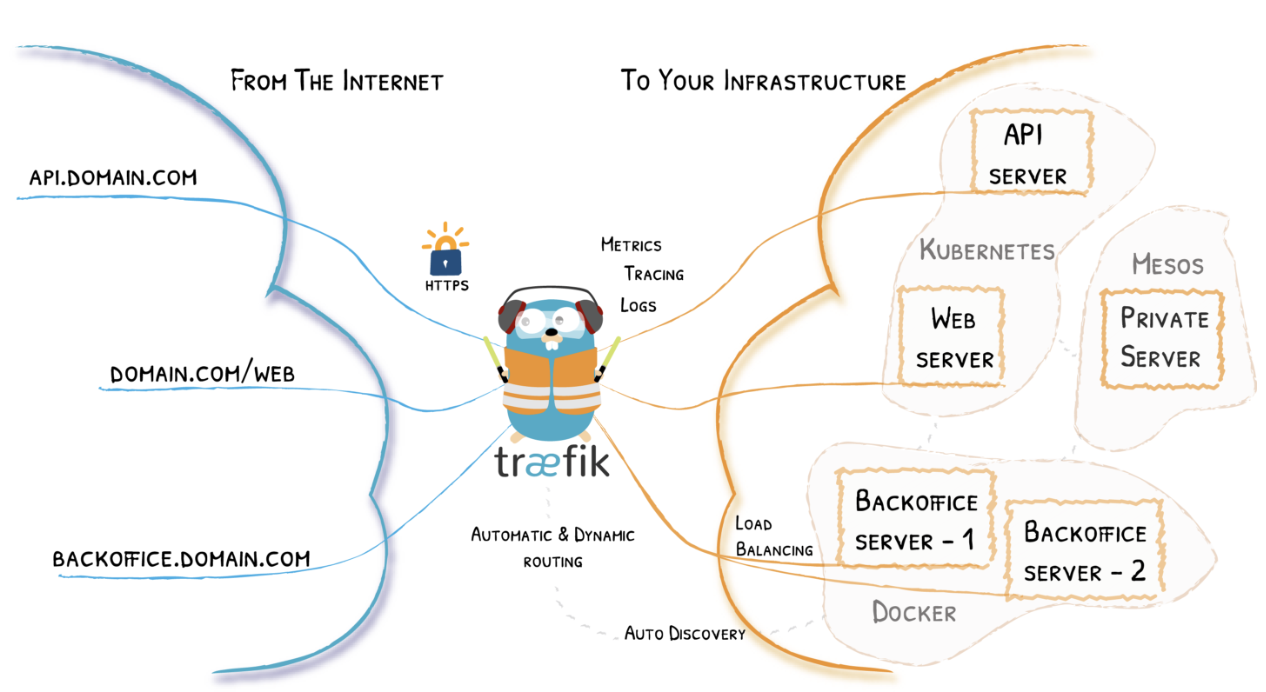 From The Internet
To Your Infrastructure
api.domain.com
domain.com/web
backoffice.domain.com
HTTPS
Metrics
Tracing
Logs
træfik
Automatic & Dynamic
routing
Auto Discovery
Load
Balancing
API
server
Kubernetes
Web
server
Mesos
Private
Server
Backoffice
server - 1
Backoffice
server - 2
Docker